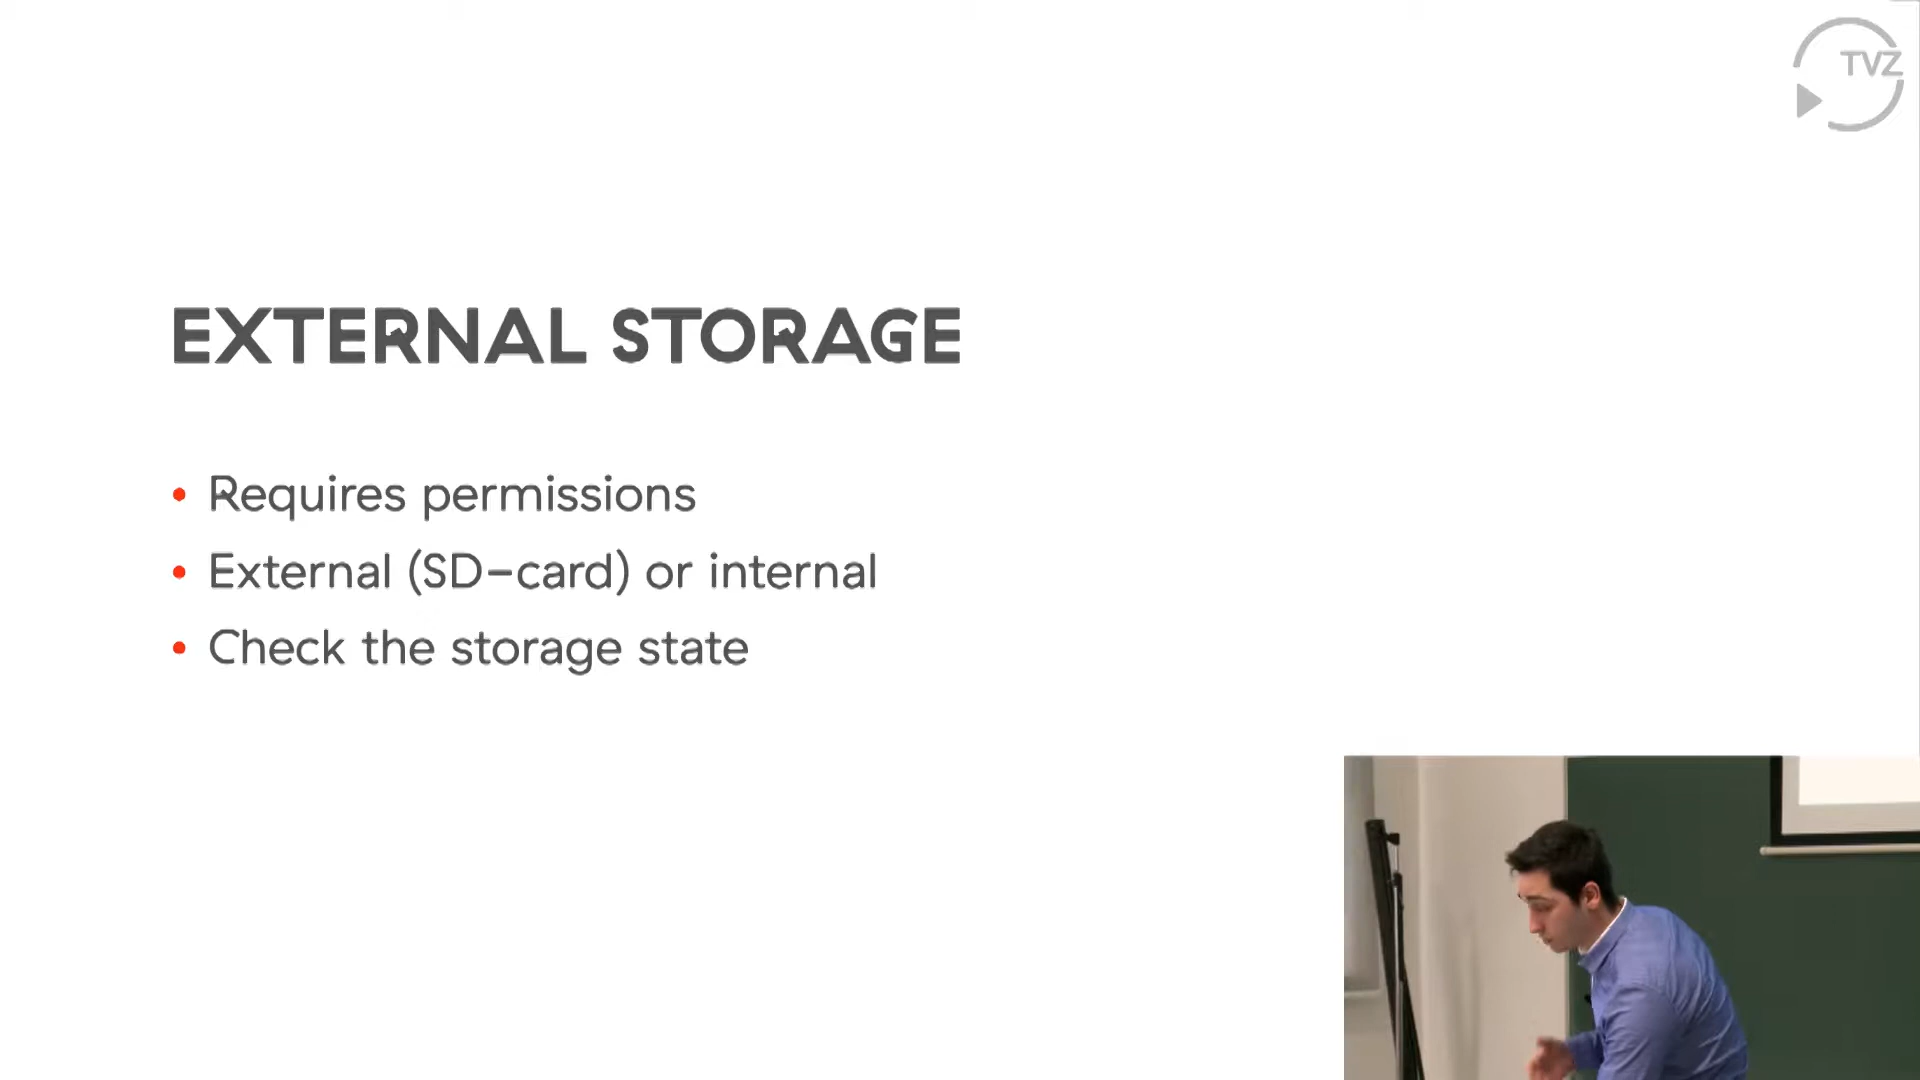 TVZ
EXTERNAL STORAGE
• Requires permissions
• External (SD-card) or internal
• Check the storage state